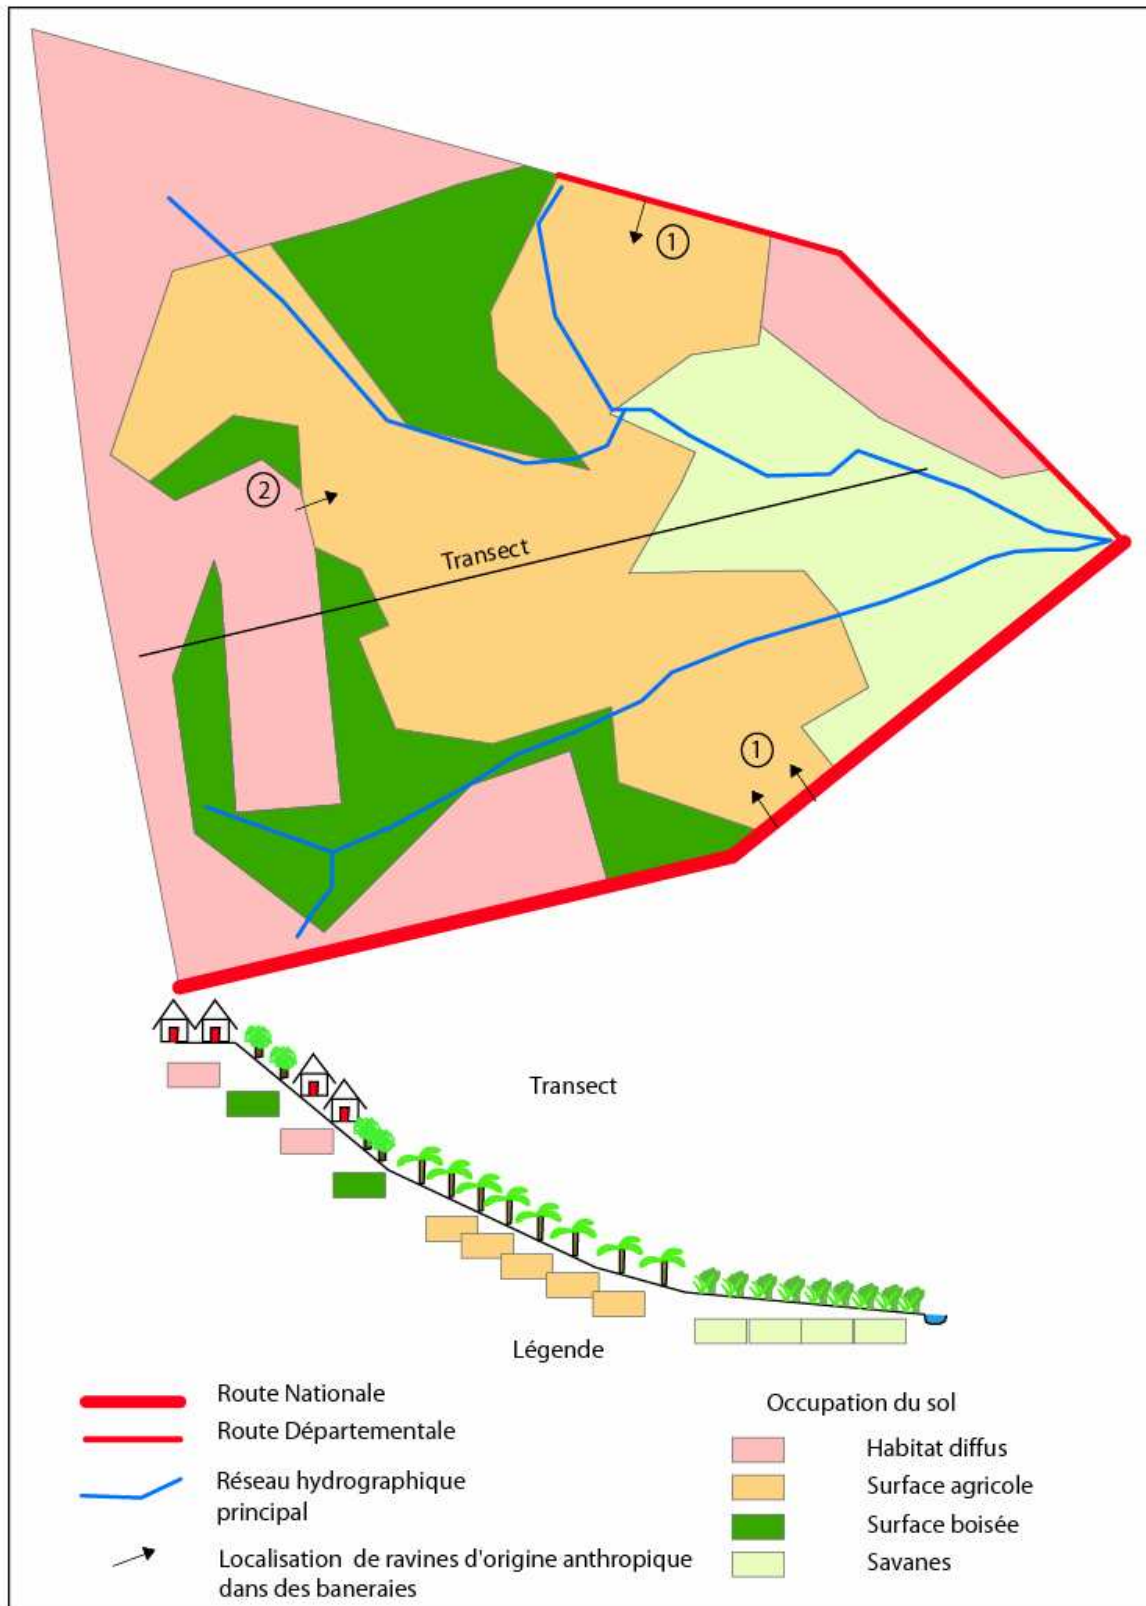 1
2
Transect
1
Transect
Légende
Route Nationale
Route Départementale
Réseau hydrographique
principal
Localisation de ravines d'origine anthropique
dans des baneraies
Occupation du sol
Habitat diffus
Surface agricole
Surface boisée
Savanes